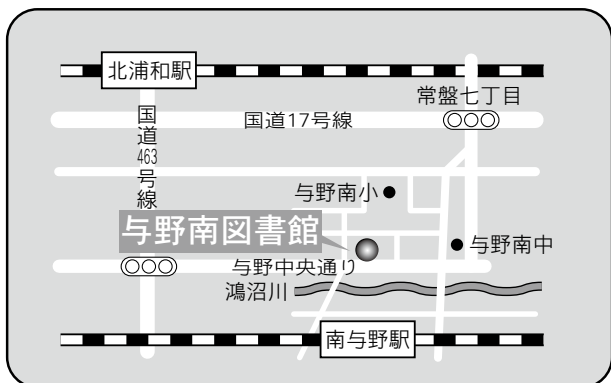 北浦和駅
常盤七丁目
国道17号線
国道463号線
与野南小
与野南図書館
与野南中
与野中央通り
鴻沼川
南与野駅